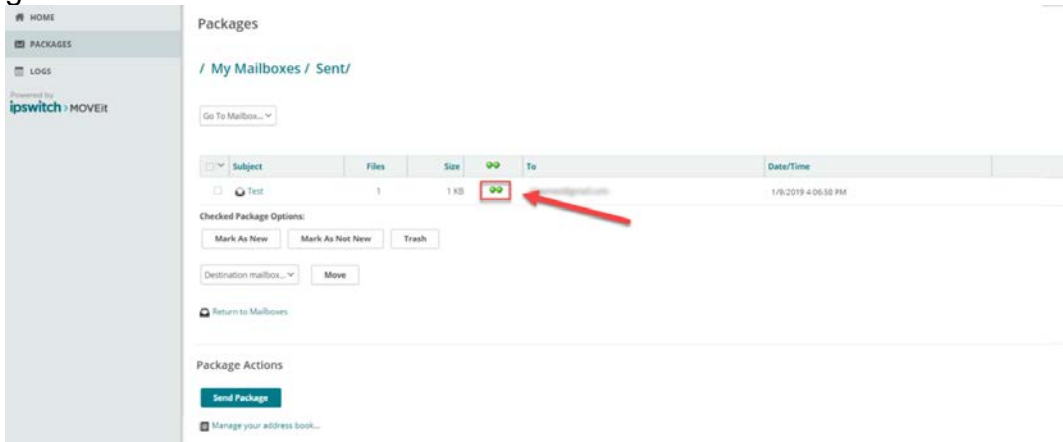 HOME
PACKAGES
LOGS
Powered by
ipswitch MOVEit
Packages
/ My Mailboxes / Sent/
Go To Mailbox...
Subject Files Size To Date/Time
Test 1 1 KB 1/9/2019 4:06:58 PM
Checked Package Options:
Mark As New Mark As Not New Trash
Destination mailbox... Move
Return to Mailboxes
Package Actions
Send Package
Manage your address book...